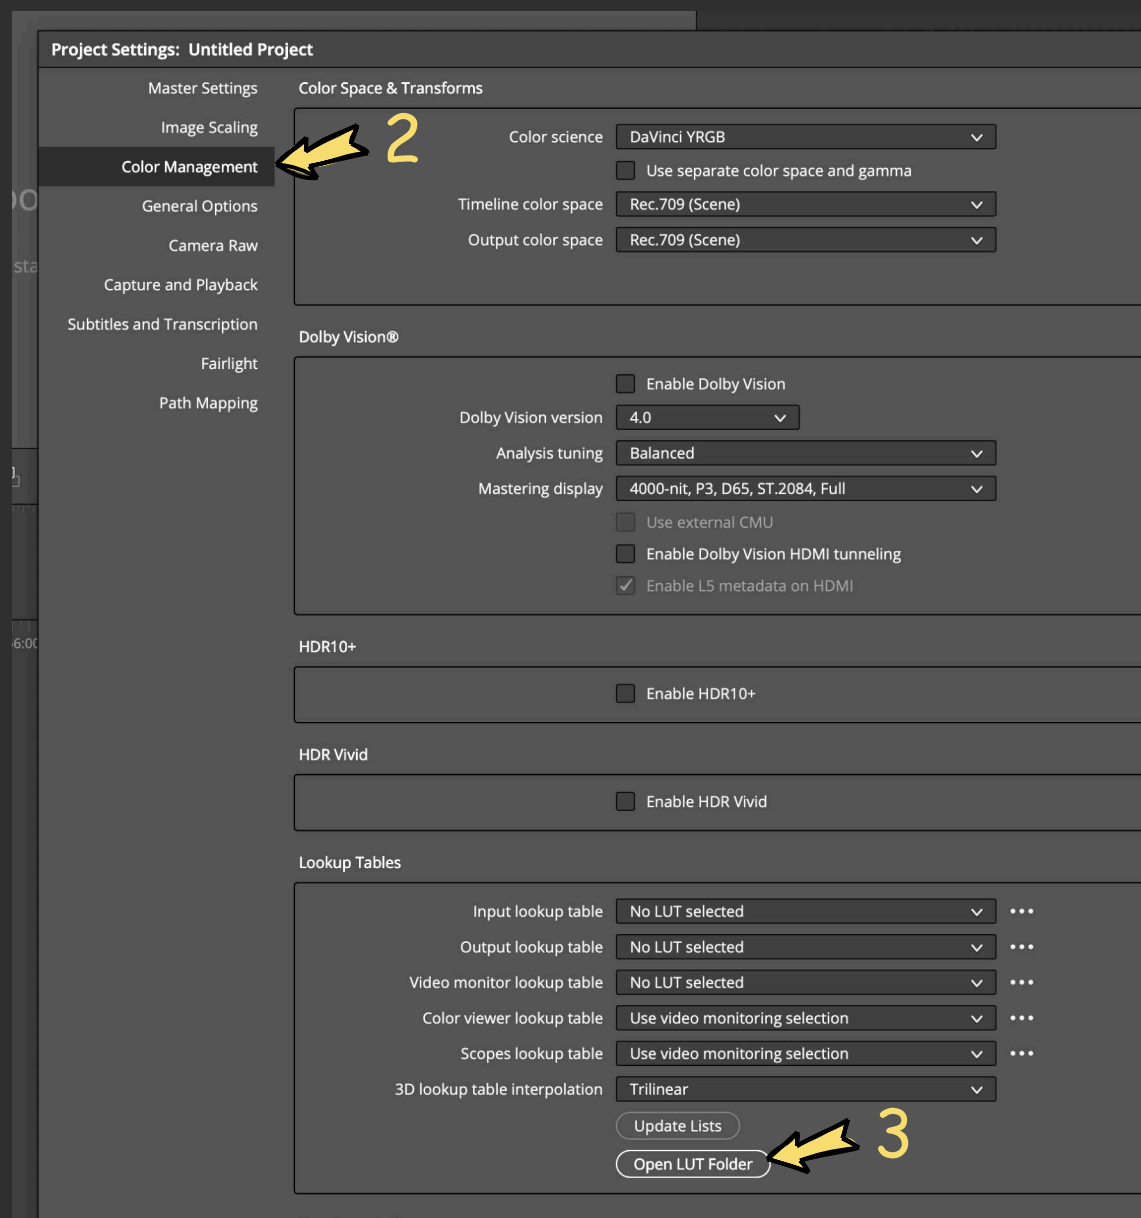 Project Settings: Untitled Project
Master Settings
Image Scaling
Color Management
General Options
Camera Raw
Capture and Playback
Subtitles and Transcription
Fairlight
Path Mapping
2
Color Space & Transforms
Color science DaVinci YRGB
Use separate color space and gamma
Timeline color space Rec.709 (Scene)
Output color space Rec.709 (Scene)
Dolby Vision®
Enable Dolby Vision
Dolby Vision version 4.0
Analysis tuning Balanced
Mastering display 4000-nit, P3, D65, ST.2084, Full
Use external CMU
Enable Dolby Vision HDMI tunneling
Enable L5 metadata on HDMI
HDR10+
Enable HDR10+
HDR Vivid
Enable HDR Vivid
Lookup Tables
Input lookup table No LUT selected
Output lookup table No LUT selected
Video monitor lookup table No LUT selected
Color viewer lookup table Use video monitoring selection
Scopes lookup table Use video monitoring selection
3D lookup table interpolation Trilinear
Update Lists
Open LUT Folder
3